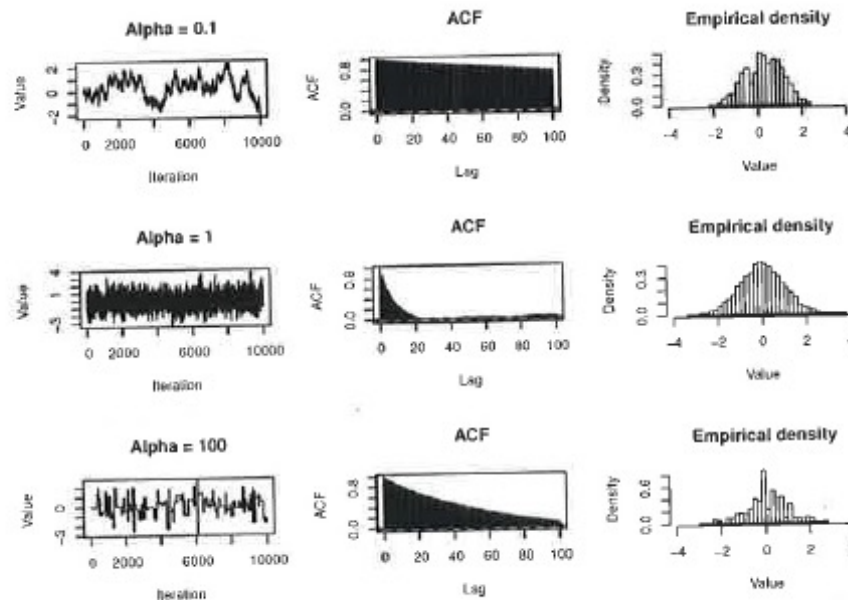 Alpha = 0.1
ACF
Empirical density
Value
2
0
−2
0 2000 6000 10000
Iteration
ACF
0.8
0.0
0 20 40 60 80 100
Lag
Density
0.3
0.0
−4 −2 0 2 4
Value
Alpha = 1
ACF
Empirical density
Value
4
1
−3
0 2000 6000 10000
Iteration
ACF
0.8
0.0
0 20 40 60 80 100
Lag
Density
0.3
0.0
−4 −2 0 2 4
Value
Alpha = 100
ACF
Empirical density
Value
0
−3
0 2000 6000 10000
Iteration
ACF
0.8
0.0
0 20 40 60 80 100
Lag
Density
0.6
0.0
−4 −2 0 2
Value